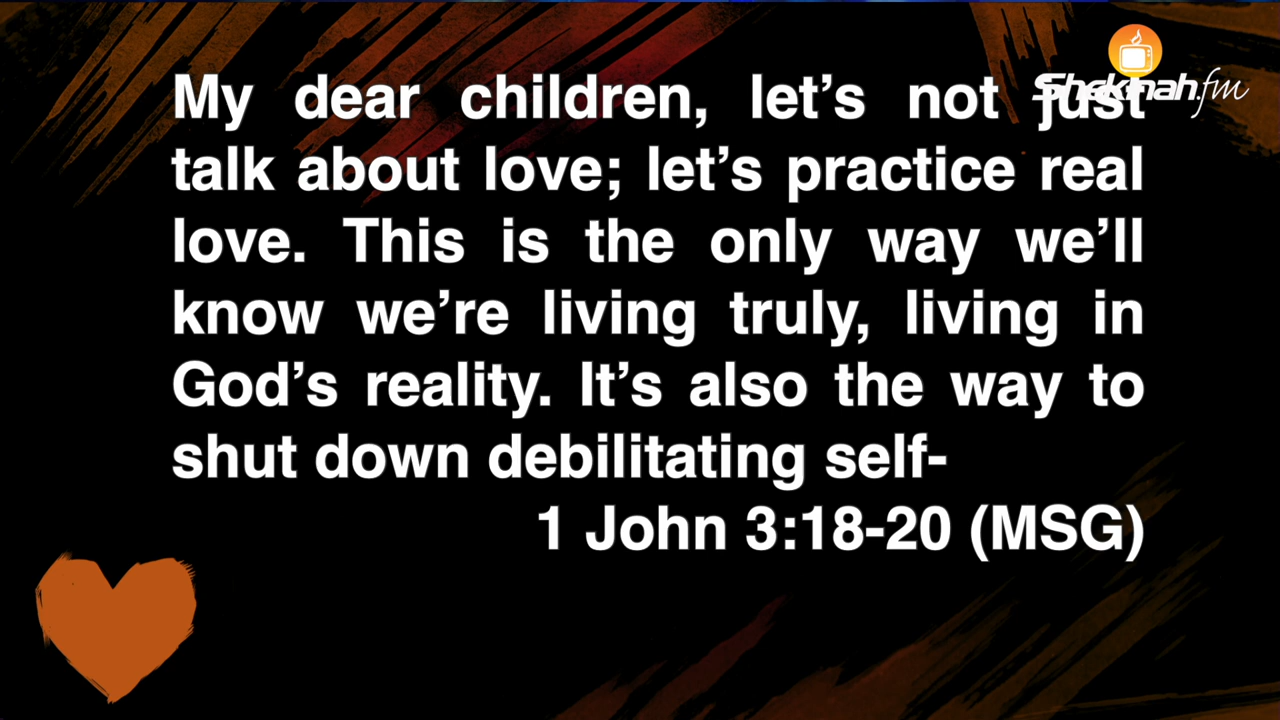 Shekinah.fm
My dear children, let's not just
talk about love; let's practice real
love. This is the only way we'll
know we're living truly, living in
God's reality. It's also the way to
shut down debilitating self-
1 John 3:18-20 (MSG)